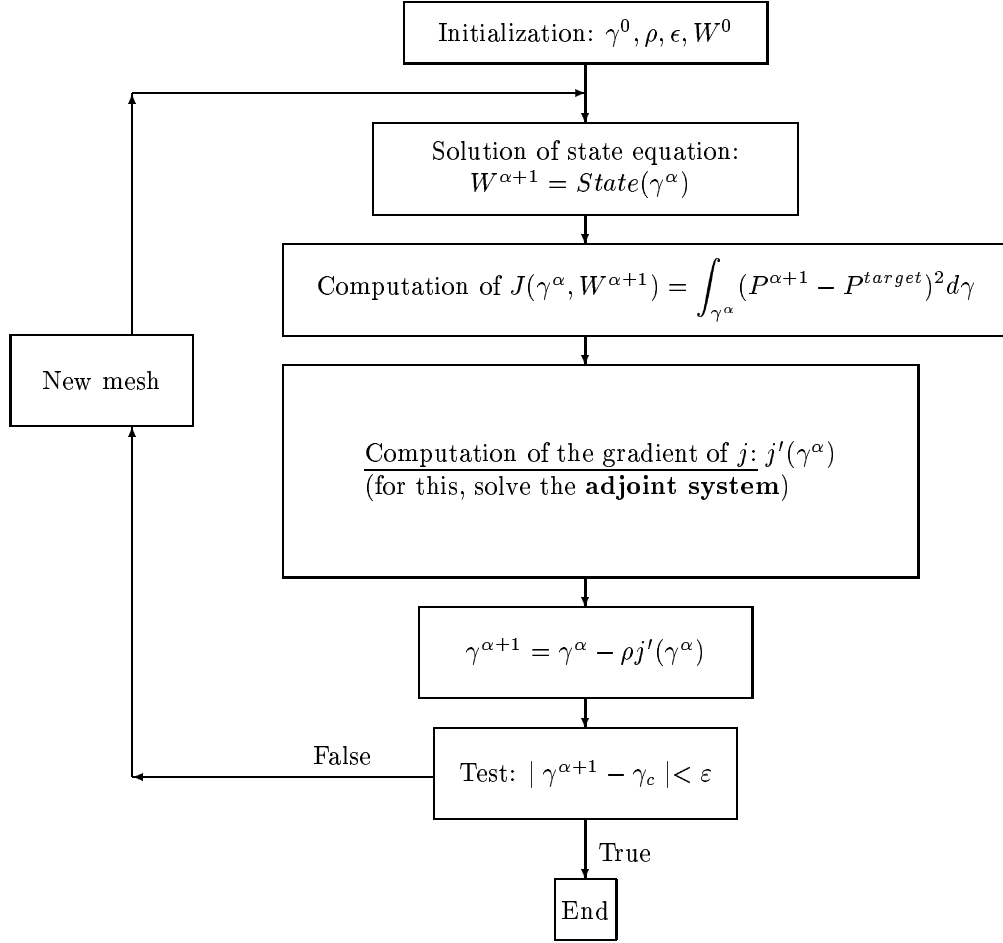 Initialization: γ⁰, ρ, ϵ, W⁰
Solution of state equation:
W^{α+1} = State(γ^α)
Computation of J(γ^α, W^{α+1}) = ∫_{γ^α} (P^{α+1} − P^{target})² dγ
New mesh
Computation of the gradient of j: j′(γ^α)
(for this, solve the adjoint system)
γ^{α+1} = γ^α − ρj′(γ^α)
False
Test: | γ^{α+1} − γ_c |< ε
True
End